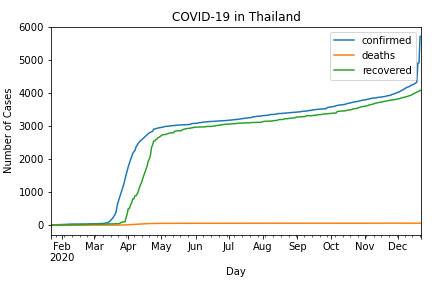 COVID-19 in Thailand
6000
5000
4000
3000
2000
1000
0
Number of Cases
confirmed
deaths
recovered
Feb Mar Apr May Jun Jul Aug Sep Oct Nov Dec
2020
Day